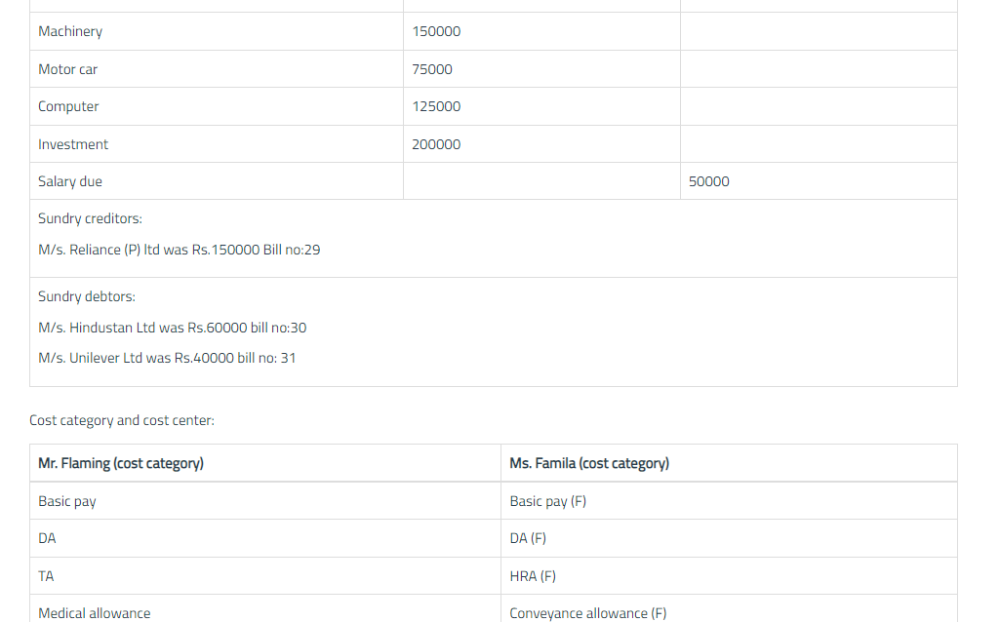 Machinery 150000
Motor car 75000
Computer 125000
Investment 200000
Salary due 50000
Sundry creditors:
M/s. Reliance (P) ltd was Rs.150000 Bill no:29
Sundry debtors:
M/s. Hindustan Ltd was Rs.60000 bill no:30
M/s. Unilever Ltd was Rs.40000 bill no: 31
Cost category and cost center:
Mr. Flaming (cost category) Ms. Famila (cost category)
Basic pay Basic pay (F)
DA DA (F)
TA HRA (F)
Medical allowance Conveyance allowance (F)